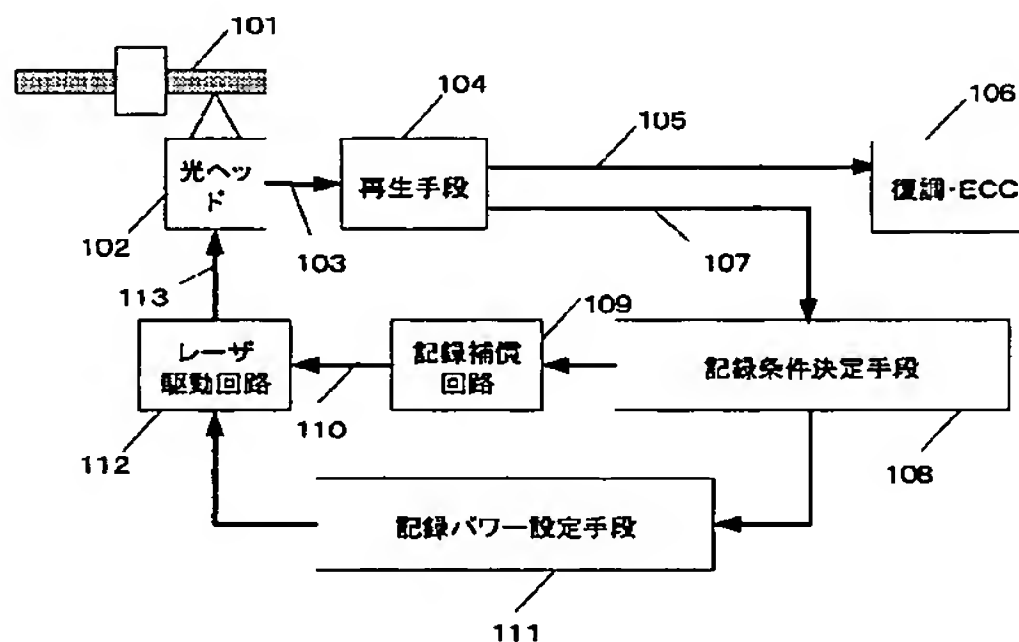 101
104
106
105
光ヘッ
ド
再生手段
復調・ECC
102
103
107
113
109
レーザ
駆動回路
記録補償
回路
記録条件決定手段
110
112
108
記録パワー設定手段
111